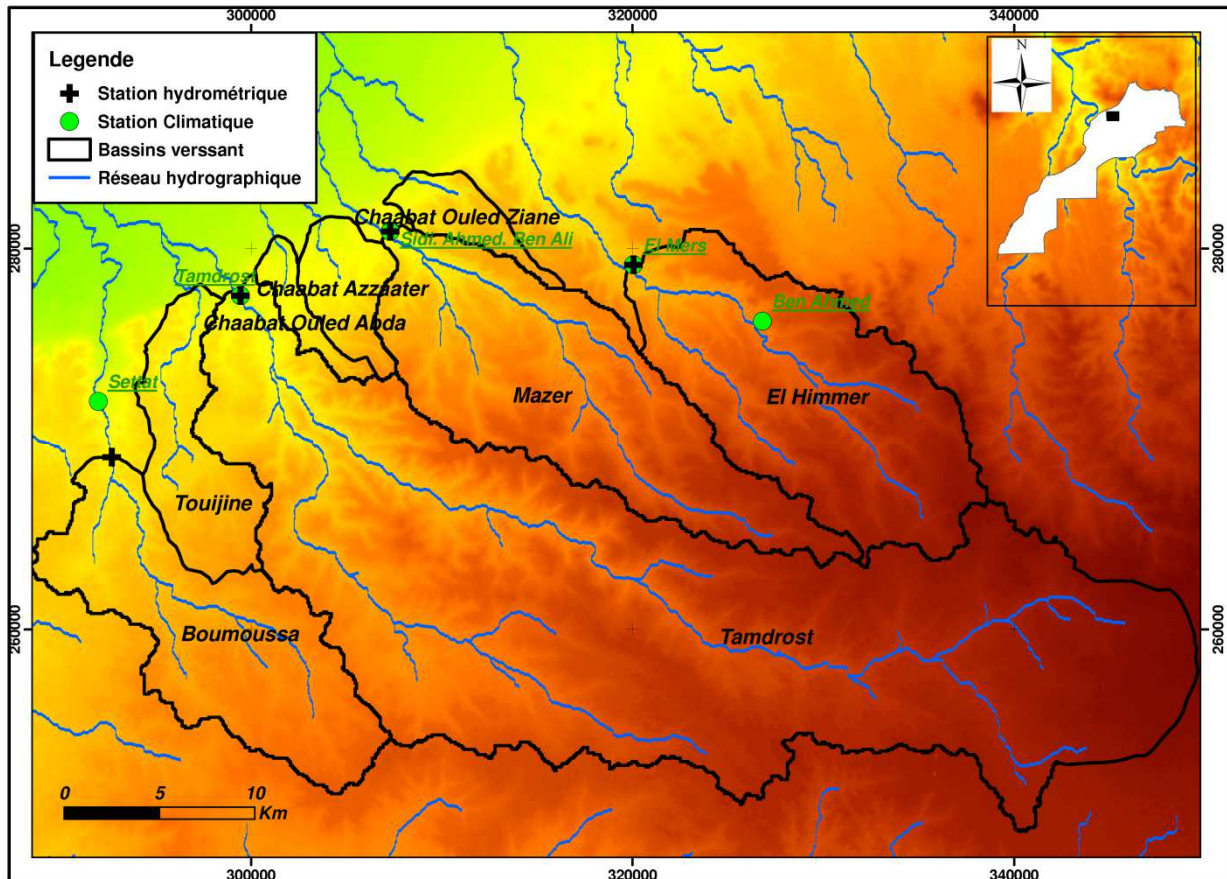 300000
320000
340000
Legende
Station hydrométrique
Station Climatique
Bassins verssant
Réseau hydrographique
N
Chaabat Ouled Ziane
Sidi. Ahmed. Ben Ali
El Mers
280000
280000
Tamdrost
Chaabat Azzaater
Ben Ahmed
Chaabat Ouled Abda
Settat
Mazer
El Himmer
Touijine
Boumoussa
Tamdrost
260000
260000
0
5
10
Km
300000
320000
340000